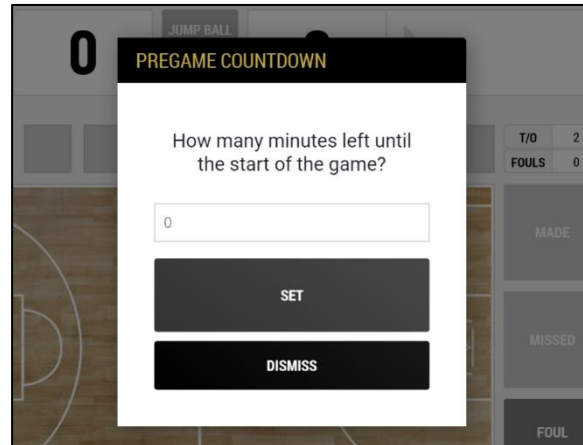 0
JUMP BALL
PREGAME COUNTDOWN
How many minutes left until
the start of the game?
0
SET
DISMISS
T/O 2
FOULS 0
MADE
MISSED
FOUL